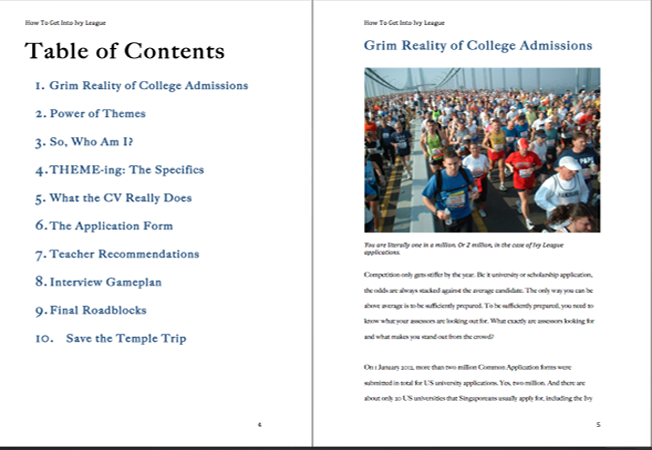 How To Get Into Ivy League
Table of Contents
1. Grim Reality of College Admissions
2. Power of Themes
3. So, Who Am I?
4. THEME-ing: The Specifics
5. What the CV Really Does
6. The Application Form
7. Teacher Recommendations
8. Interview Gameplan
9. Final Roadblocks
10. Save the Temple Trip
4
How To Get Into Ivy League
Grim Reality of College Admissions
You are literally one in a million. Or 2 million, in the case of Ivy League
applications.
Competition only gets stiffer by the year. Be it university or scholarship application,
the odds are always stacked against the average candidate. The only way you can be
above average is to be sufficiently prepared. To be sufficiently prepared, you need to
know what your assessors are looking out for. What exactly are assessors looking for
and what makes you stand out from the crowd?
On 1 January 2012, more than two million Common Application forms were
submitted in total for US university applications. Yes, two million. And there are
about only 20 US universities that Singaporeans usually apply for, including the Ivy
5